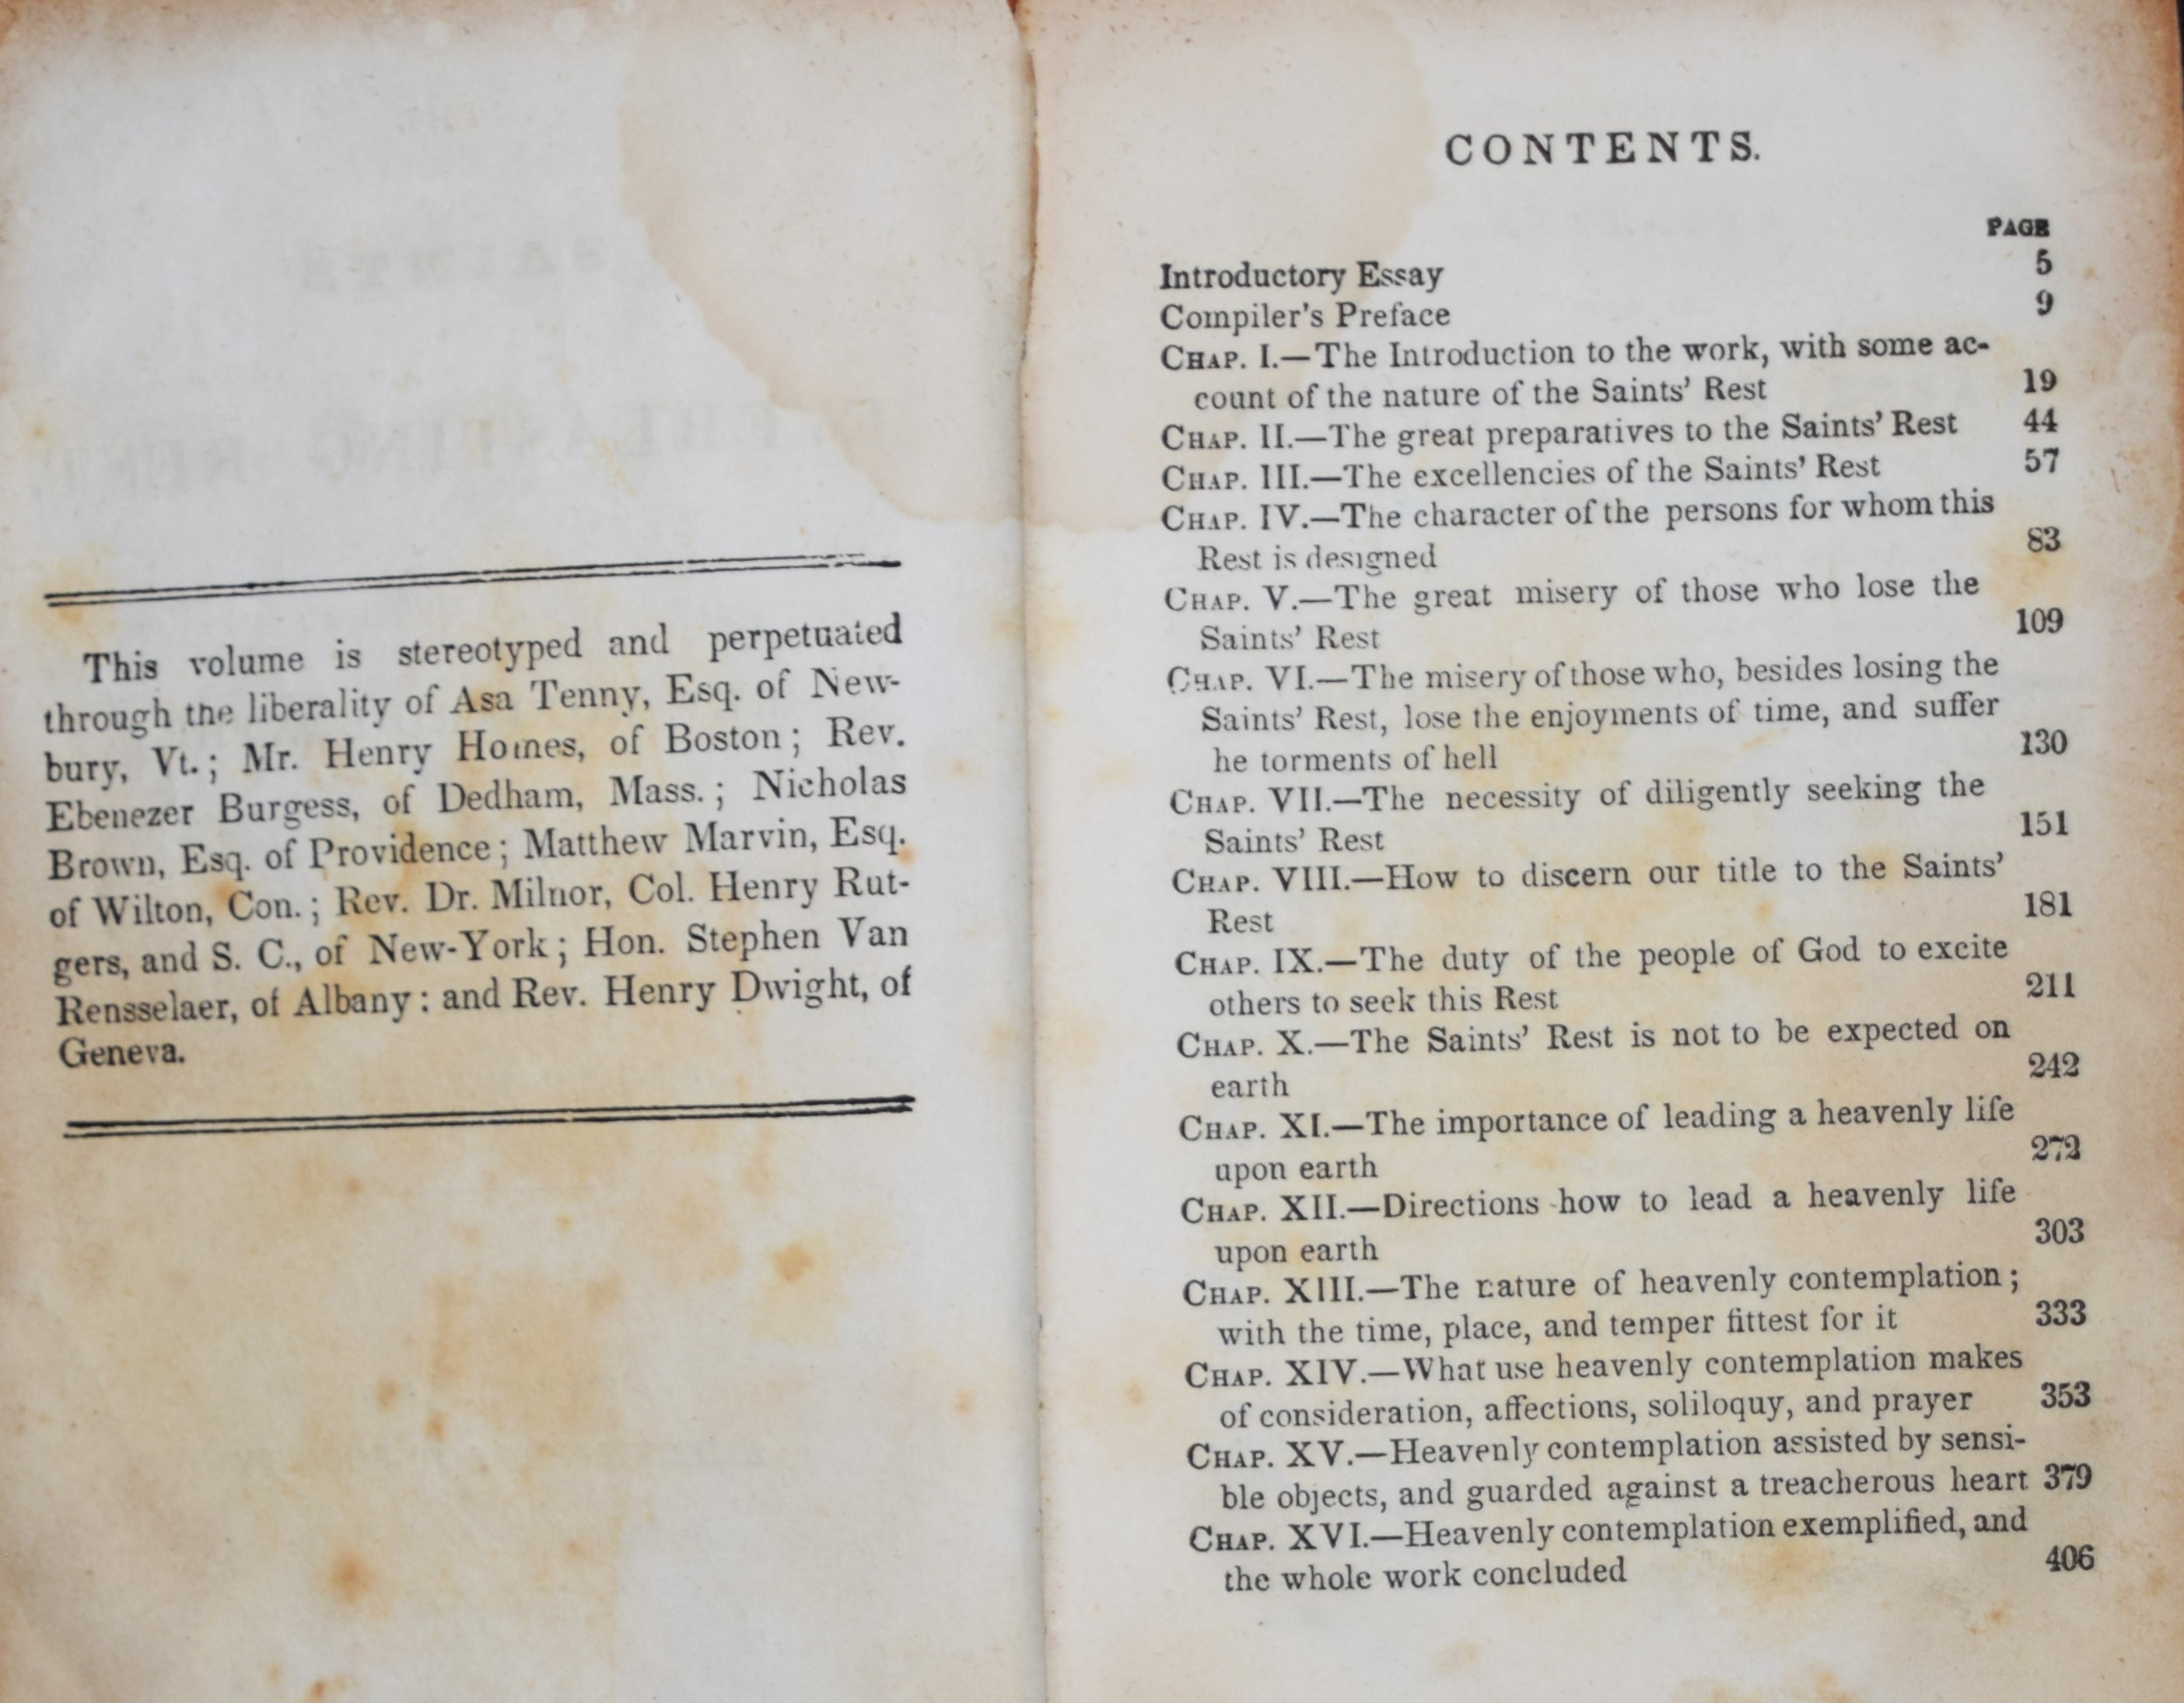 This volume is stereotyped and perpetuated
through the liberality of Asa Tenny, Esq. of New-
bury, Vt.; Mr. Henry Homes, of Boston; Rev.
Ebenezer Burgess, of Dedham, Mass.; Nicholas
Brown, Esq. of Providence; Matthew Marvin, Esq.
of Wilton, Con.; Rev. Dr. Milnor, Col. Henry Rut-
gers, and S. C., of New-York; Hon. Stephen Van
Rensselaer, of Albany: and Rev. Henry Dwight, of
Geneva.
CONTENTS.
PAGE
Introductory Essay 5
Compiler's Preface 9
CHAP. I.—The Introduction to the work, with some ac-
count of the nature of the Saints' Rest 19
CHAP. II.—The great preparatives to the Saints' Rest 44
CHAP. III.—The excellencies of the Saints' Rest 57
CHAP. IV.—The character of the persons for whom this
Rest is designed 83
CHAP. V.—The great misery of those who lose the
Saints' Rest 109
CHAP. VI.—The misery of those who, besides losing the
Saints' Rest, lose the enjoyments of time, and suffer
he torments of hell 130
CHAP. VII.—The necessity of diligently seeking the
Saints' Rest 151
CHAP. VIII.—How to discern our title to the Saints'
Rest 181
CHAP. IX.—The duty of the people of God to excite
others to seek this Rest 211
CHAP. X.—The Saints' Rest is not to be expected on
earth 242
CHAP. XI.—The importance of leading a heavenly life
upon earth 272
CHAP. XII.—Directions how to lead a heavenly life
upon earth 303
CHAP. XIII.—The nature of heavenly contemplation;
with the time, place, and temper fittest for it 333
CHAP. XIV.—What use heavenly contemplation makes
of consideration, affections, soliloquy, and prayer 353
CHAP. XV.—Heavenly contemplation assisted by sensi-
ble objects, and guarded against a treacherous heart 379
CHAP. XVI.—Heavenly contemplation exemplified, and
the whole work concluded 406